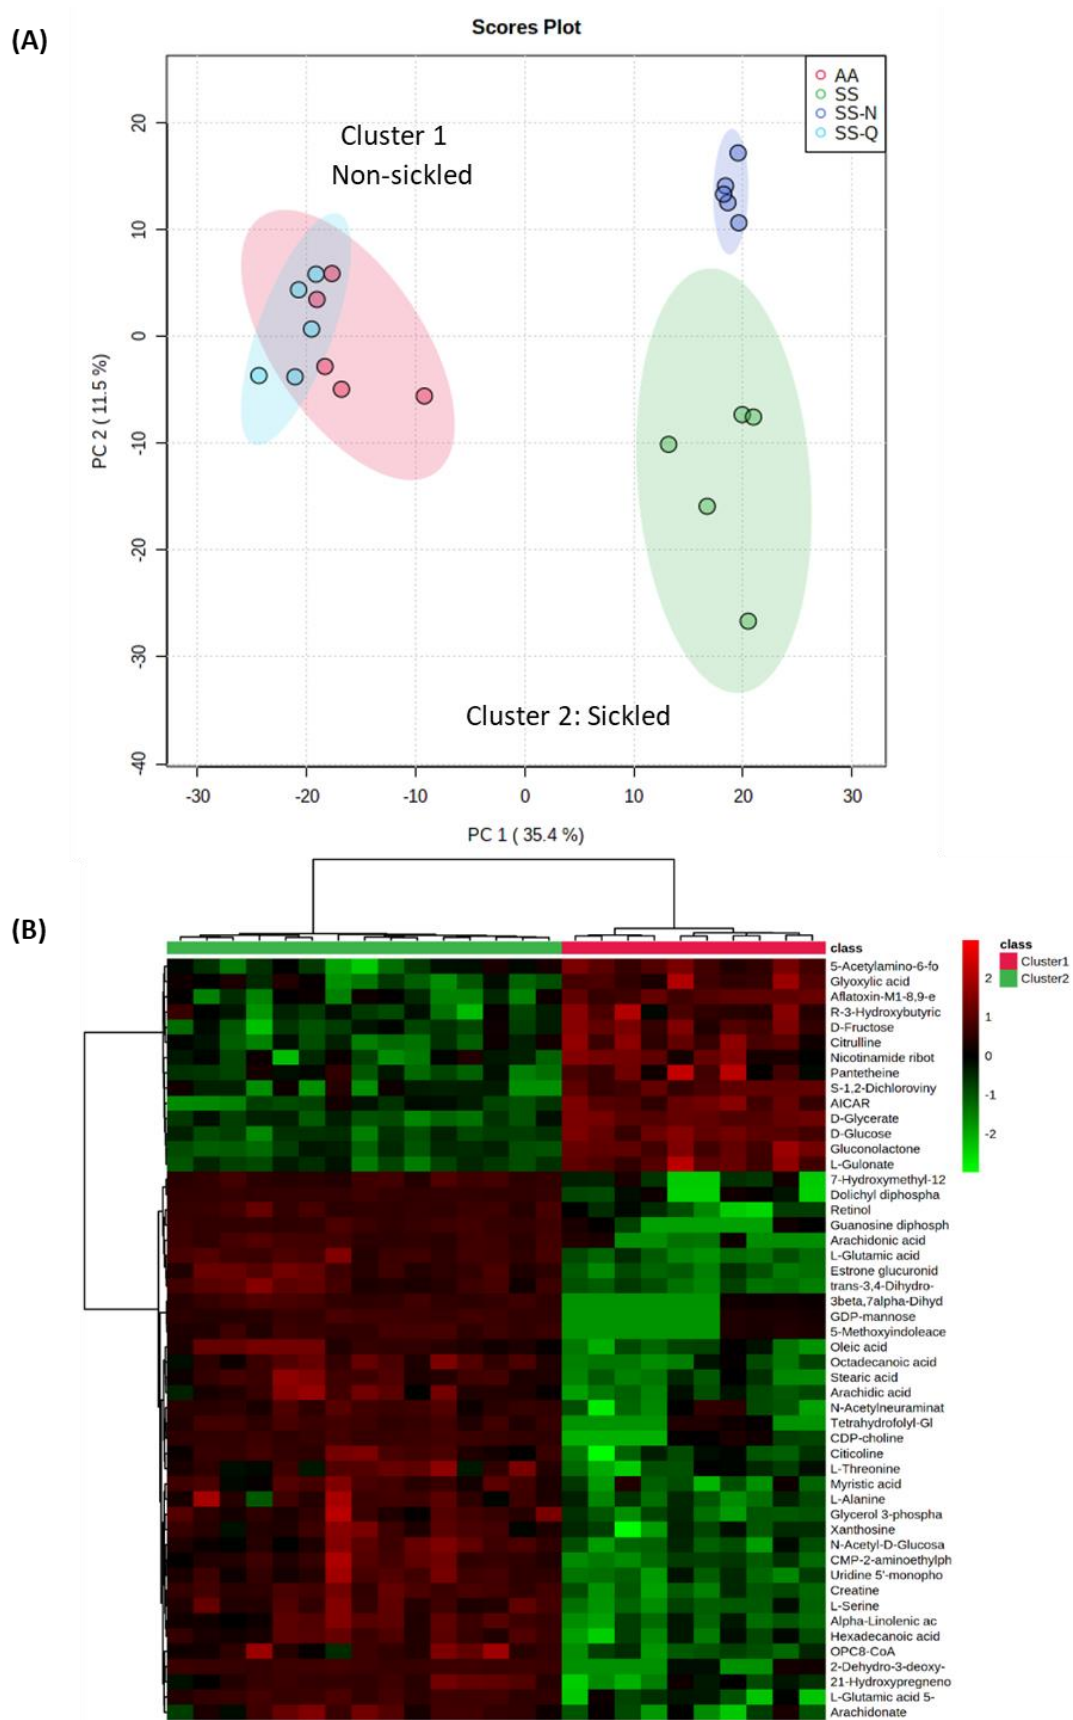 (A)
Scores Plot
AA
SS
SS-N
SS-Q
Cluster 1
Non-sickled
Cluster 2: Sickled
PC 2 ( 11.5 %)
20
10
0
-10
-20
-30
-40
-30 -20 -10 0 10 20 30
PC 1 ( 35.4 %)
(B)
class
class
Cluster1
Cluster2
2
1
0
-1
-2
5-Acetylamino-6-fo
Glyoxylic acid
Aflatoxin-M1-8,9-e
R-3-Hydroxybutyric
D-Fructose
Citrulline
Nicotinamide ribot
Pantetheine
S-1,2-Dichloroviny
AICAR
D-Glycerate
D-Glucose
Gluconolactone
L-Gulonate
7-Hydroxymethyl-12
Dolichyl diphospha
Retinol
Guanosine diphosph
Arachidonic acid
L-Glutamic acid
Estrone glucuronid
trans-3,4-Dihydro-
3beta,7alpha-Dihyd
GDP-mannose
5-Methoxyindoleace
Oleic acid
Octadecanoic acid
Stearic acid
Arachidic acid
N-Acetylneuraminat
Tetrahydrofolyl-Gl
CDP-choline
Citicoline
L-Threonine
Myristic acid
L-Alanine
Glycerol 3-phospha
Xanthosine
N-Acetyl-D-Glucosa
CMP-2-aminoethylph
Uridine 5'-monopho
Creatine
L-Serine
Alpha-Linolenic ac
Hexadecanoic acid
OPC8-CoA
2-Dehydro-3-deoxy-
21-Hydroxypregneno
L-Glutamic acid 5-
Arachidonate